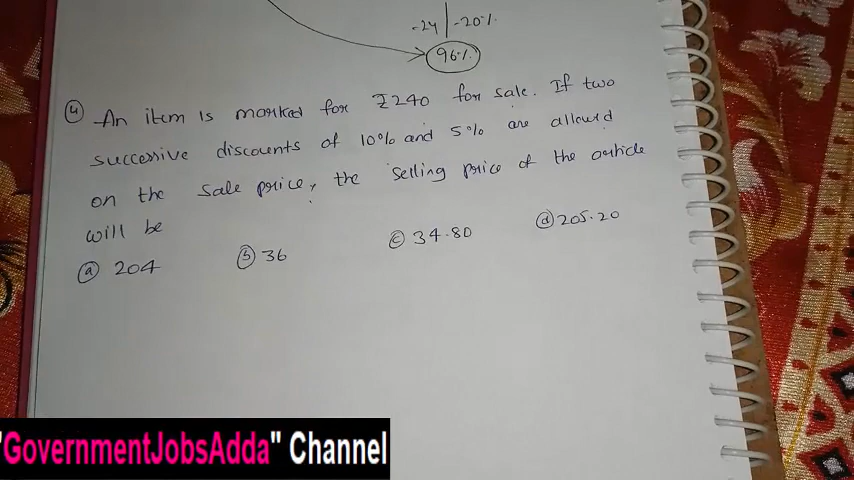 -24 | -20%
96%
④ An item is marked for ₹240 for sale. If two
successive discounts of 10% and 5% are allowed
on the sale price, the selling price of the article
will be
ⓐ 204 ⓑ 36 ⓒ 34.80 ⓓ 205.20
"GovernmentJobsAdda" Channel